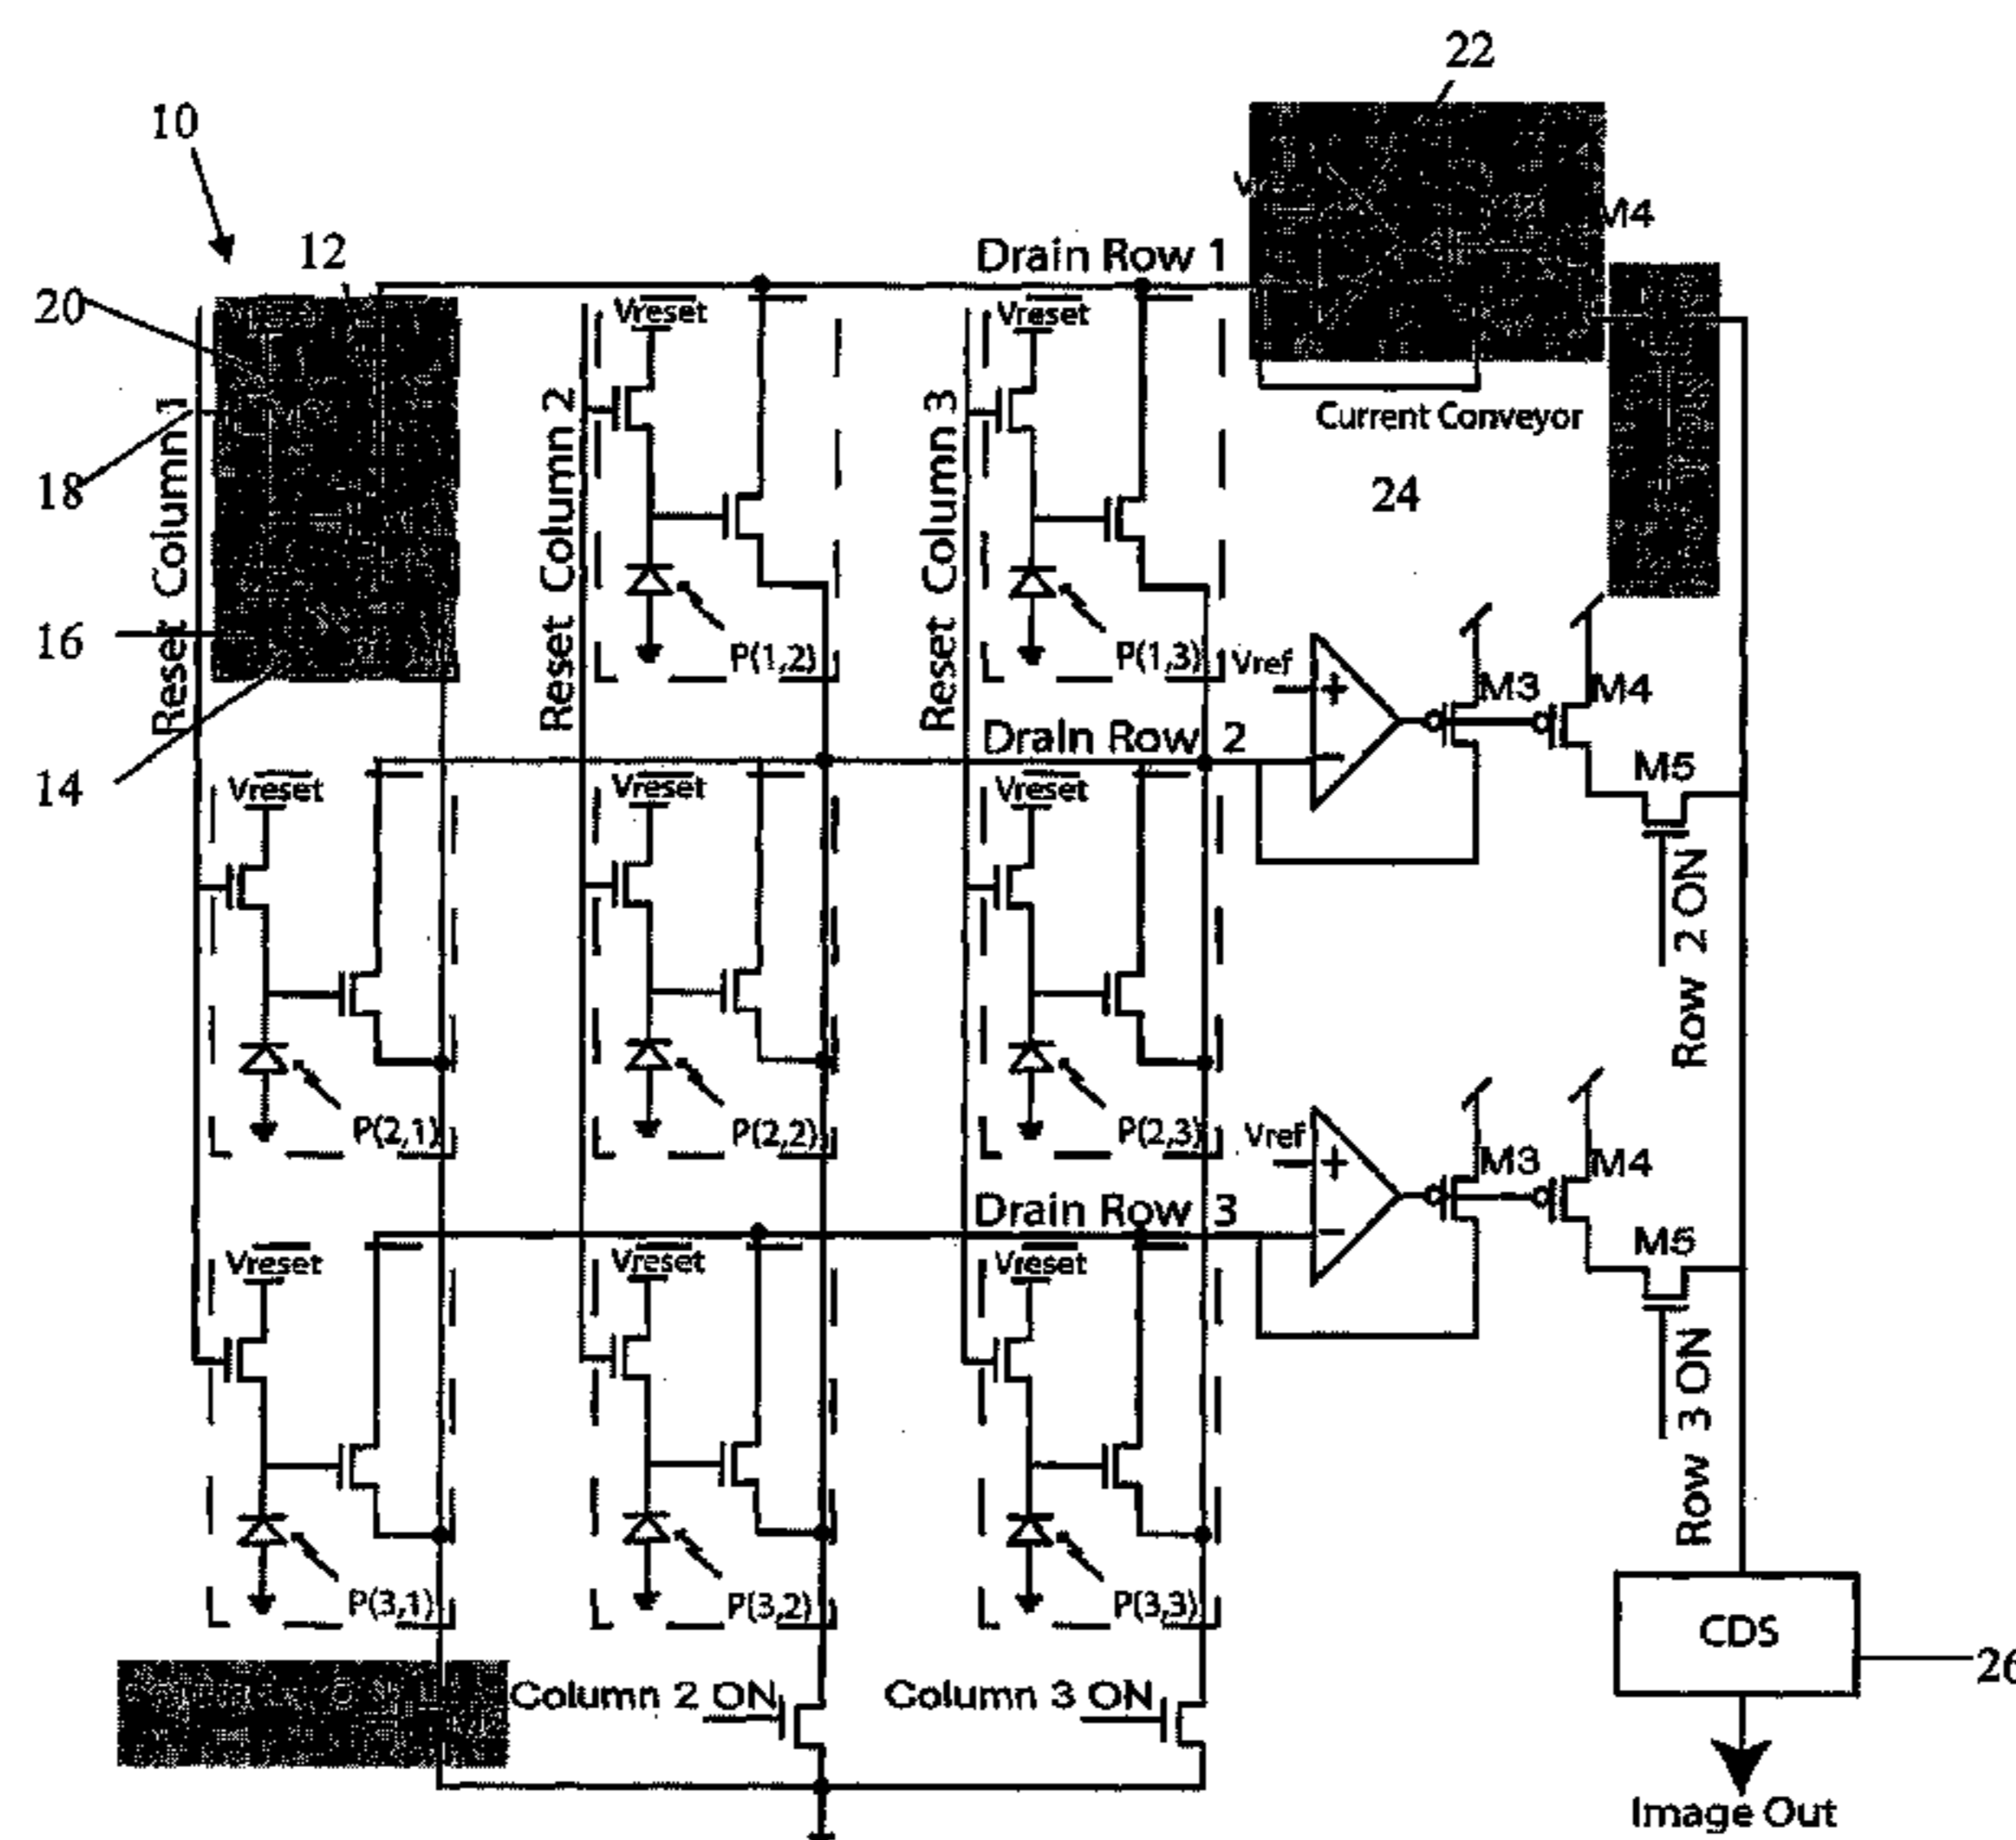 22
10
12
M4
Drain Row 1
20
Vreset
Vreset
Current Conveyor
Reset Column 1
Reset Column 2
Reset Column 3
18
24
16
P(1,2)
P(1,3)
Vref
+
M3
M4
Drain Row 2
−
14
Vreset
Vreset
Vreset
M5
Row 2 ON
P(2,1)
P(2,2)
P(2,3)
Vref
+
M3
M4
Drain Row 3
−
Vreset
Vreset
Vreset
M5
Row 3 ON
P(3,1)
P(3,2)
P(3,3)
CDS
26
Column 2 ON
Column 3 ON
Image Out